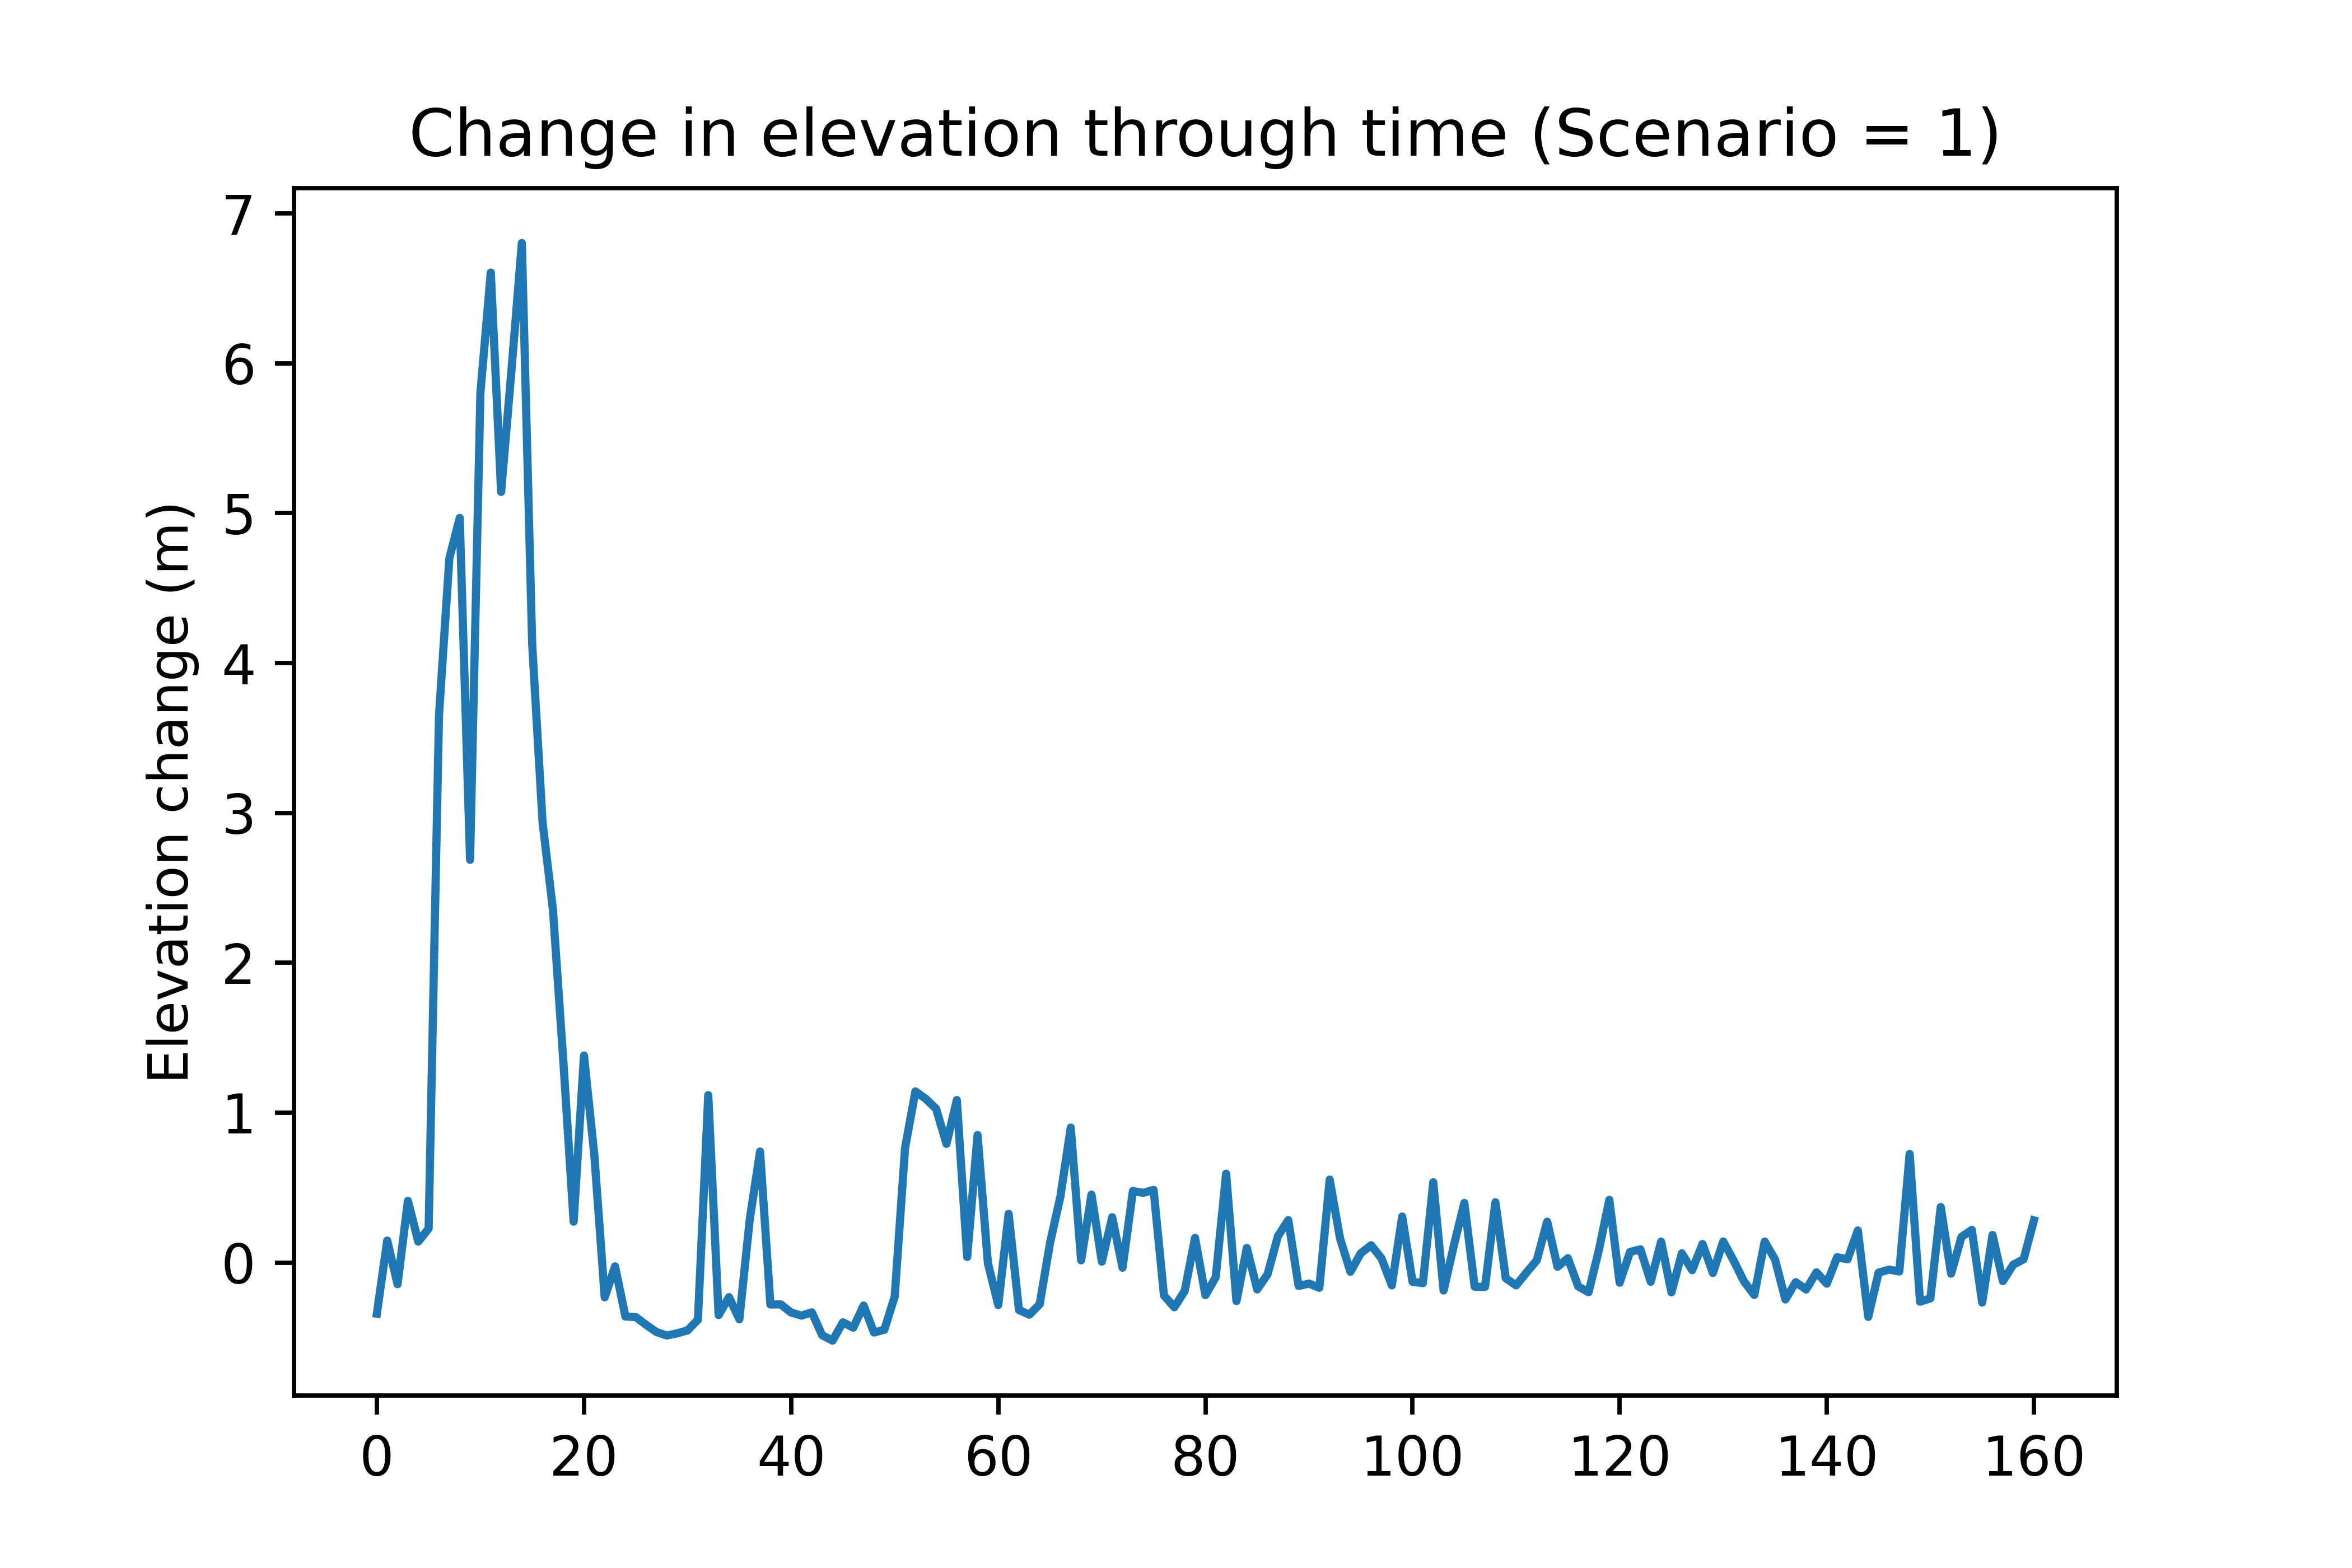 Change in elevation through time (Scenario = 1)
Elevation change (m)
7
6
5
4
3
2
1
0
0 20 40 60 80 100 120 140 160